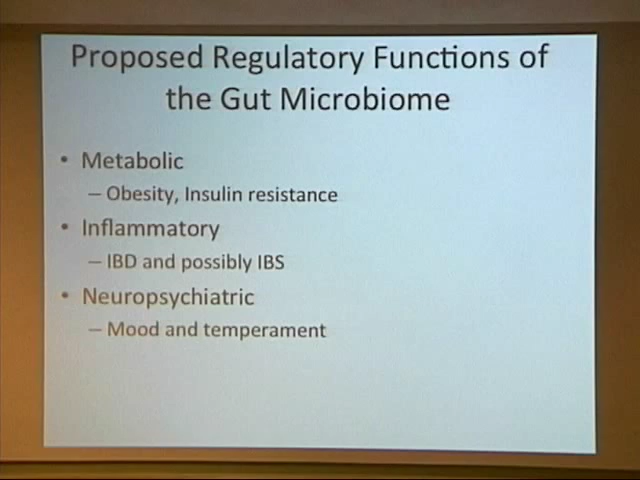 Proposed Regulatory Functions of
the Gut Microbiome
• Metabolic
– Obesity, Insulin resistance
• Inflammatory
– IBD and possibly IBS
• Neuropsychiatric
– Mood and temperament